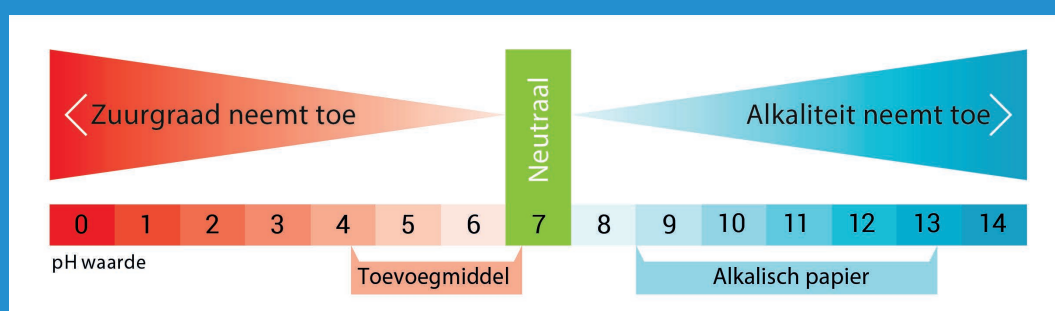 Zuurgraad neemt toe
Neutraal
Alkaliteit neemt toe
0 1 2 3 4 5 6 7 8 9 10 11 12 13 14
pH waarde
Toevoegmiddel
Alkalisch papier